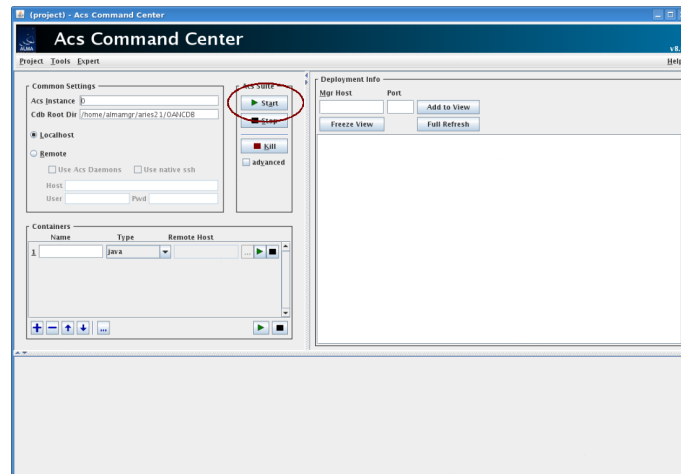 (project) - Acs Command Center
ALMA
Acs Command Center
v8.
Project Tools Expert
Help
Common Settings
Acs Instance 0
Cdb Root Dir /home/almamgr/aries21/OANCDB
Localhost
Remote
Use Acs Daemons Use native ssh
Host
User Pwd
Acs Suite
Start
Stop
Kill
advanced
Deployment Info
Mgr Host Port
Add to View
Freeze View Full Refresh
Containers
Name Type Remote Host
1 Java ...
...